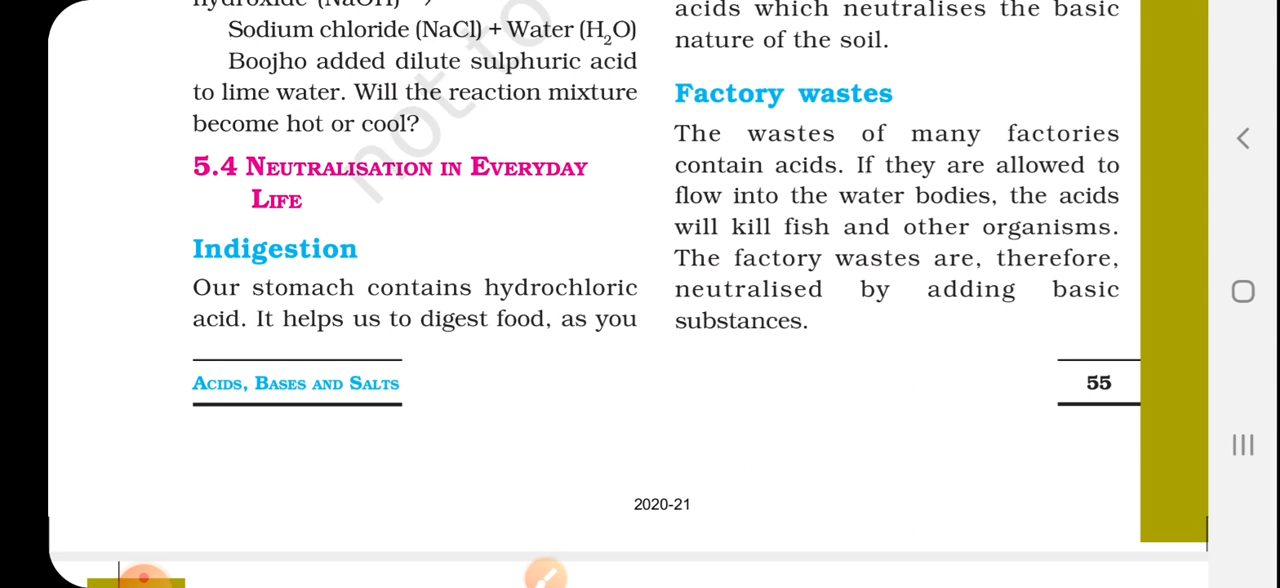 hydroxide (NaOH) →
Sodium chloride (NaCl) + Water (H₂O)
Boojho added dilute sulphuric acid
to lime water. Will the reaction mixture
become hot or cool?
5.4 NEUTRALISATION IN EVERYDAY
LIFE
Indigestion
Our stomach contains hydrochloric
acid. It helps us to digest food, as you
acids which neutralises the basic
nature of the soil.
Factory wastes
The wastes of many factories
contain acids. If they are allowed to
flow into the water bodies, the acids
will kill fish and other organisms.
The factory wastes are, therefore,
neutralised by adding basic
substances.
ACIDS, BASES AND SALTS
55
2020-21
not to